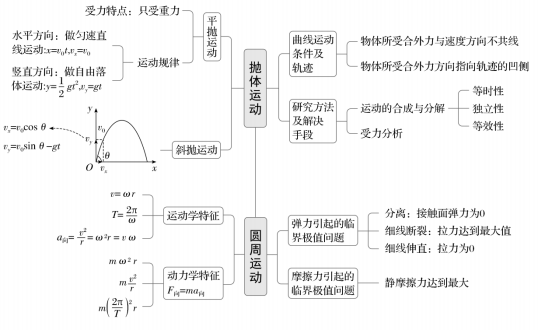 受力特点：只受重力
平抛运动
水平方向：做匀速直
线运动:x=v₀t,vₓ=v₀
运动规律
竖直方向：做自由落
体运动:y=1/2 gt²,v_y=gt
vₓ=v₀cos θ
v_y=v₀sin θ-gt
y
v₀
v_y
θ
O
vₓ
x
斜抛运动
抛体运动
曲线运动
条件及
轨迹
物体所受合外力与速度方向不共线
物体所受合外力方向指向轨迹的凹侧
研究方法
及解决
手段
运动的合成与分解
等时性
独立性
等效性
受力分析
v=ωr
T=2π/ω
a向=v²/r=ω²r=vω
运动学特征
mω²r
m v²/r
m(2π/T)²r
动力学特征
F向=ma向
圆周运动
弹力引起的临
界极值问题
分离：接触面弹力为0
细线断裂：拉力达到最大值
细线伸直：拉力为0
摩擦力引起的
临界极值问题
静摩擦力达到最大